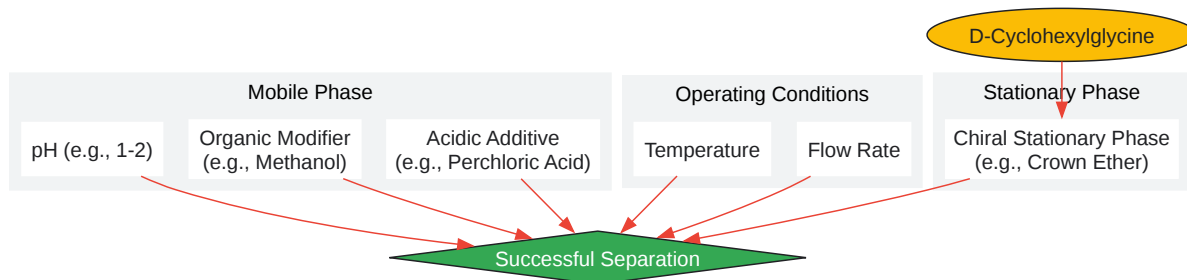 D-Cyclohexylglycine
Mobile Phase
Operating Conditions
Stationary Phase
pH (e.g., 1-2)
Organic Modifier
(e.g., Methanol)
Acidic Additive
(e.g., Perchloric Acid)
Temperature
Flow Rate
Chiral Stationary Phase
(e.g., Crown Ether)
Successful Separation